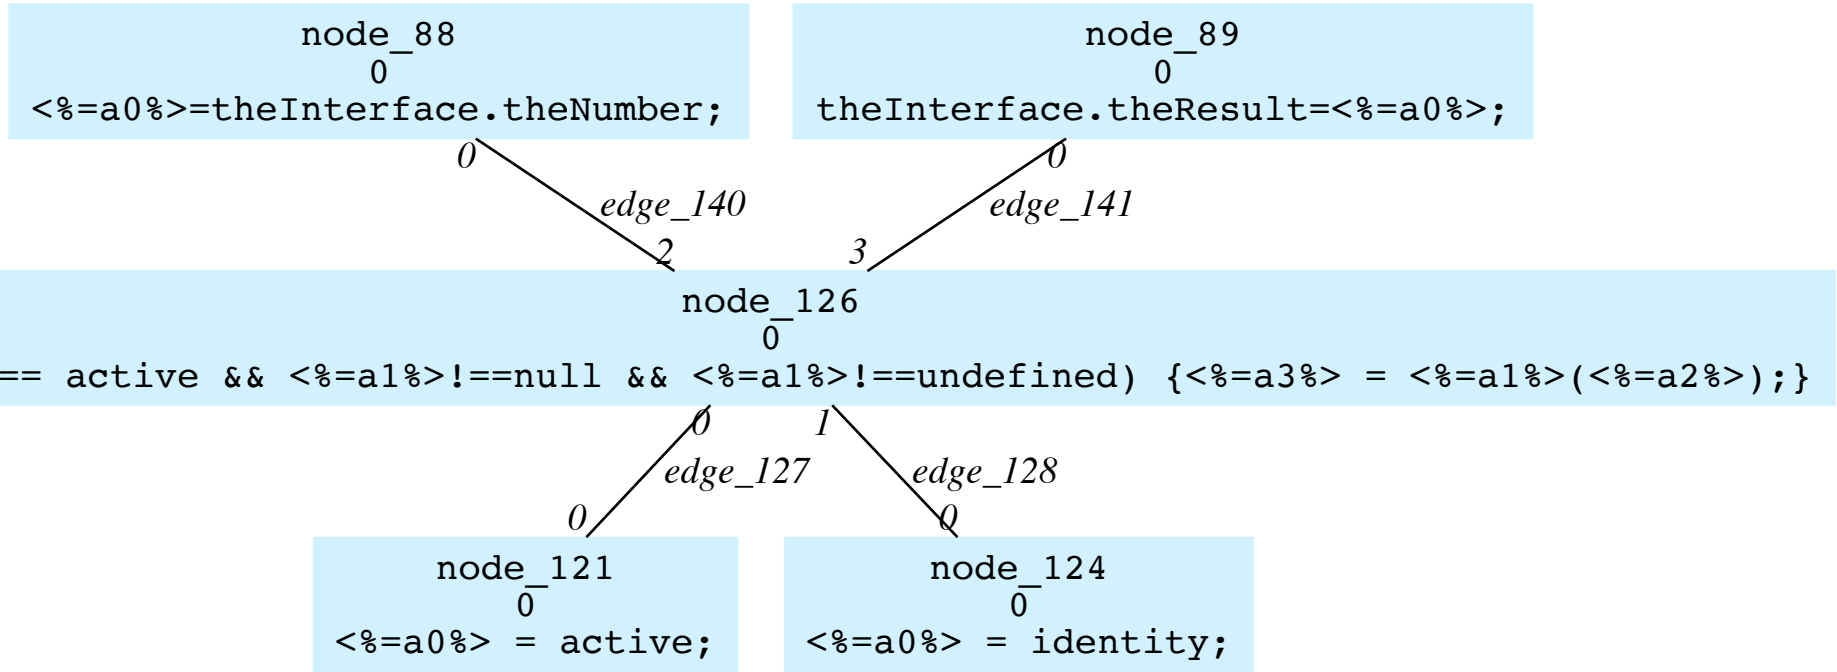 node_88
0
<%=a0%>=theInterface.theNumber;
node_89
0
theInterface.theResult=<%=a0%>;
0
0
edge_140
edge_141
2
3
node_126
0
== active && <%=a1%>!==null && <%=a1%>!==undefined) {<%=a3%> = <%=a1%>(<%=a2%>);}
0
1
edge_127
edge_128
0
0
node_121
0
<%=a0%> = active;
node_124
0
<%=a0%> = identity;